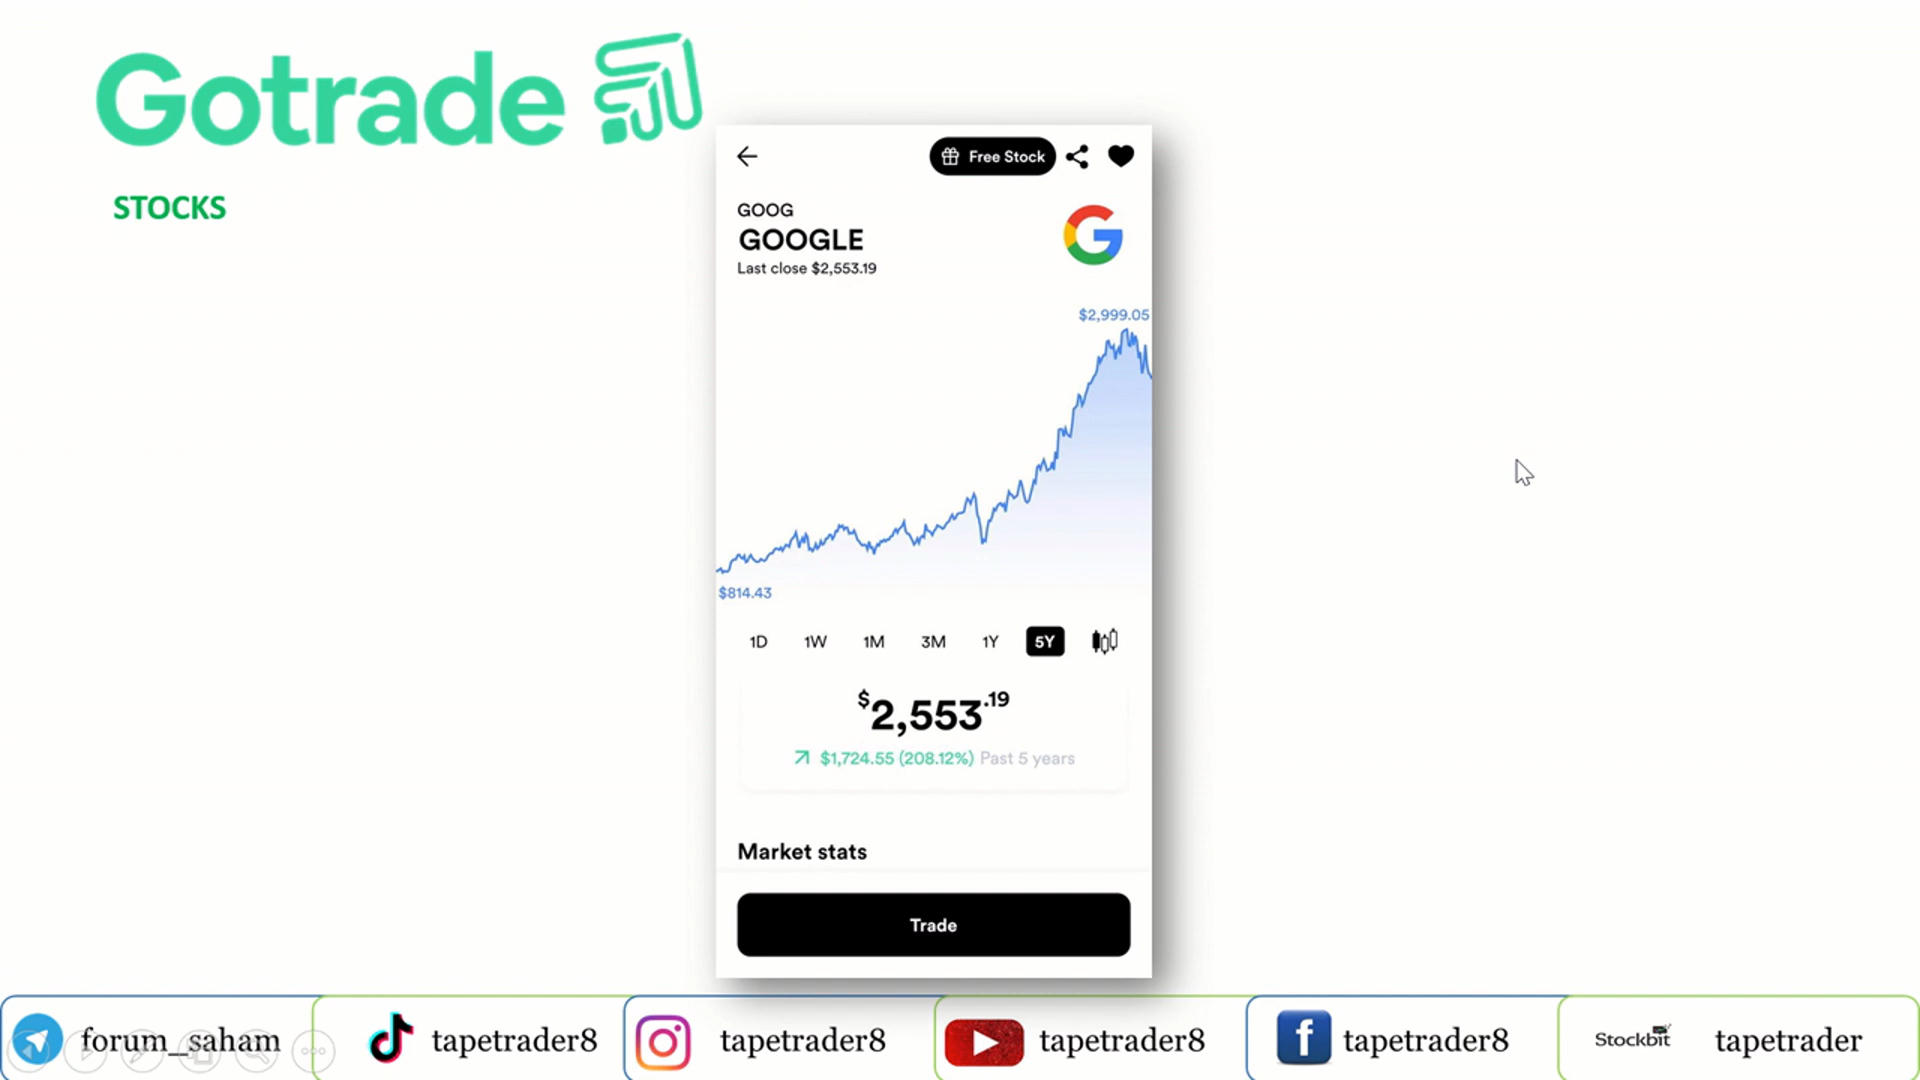 Gotrade
STOCKS
Free Stock
GOOG
GOOGLE
Last close $2,553.19
$2,999.05
$814.43
1D 1W 1M 3M 1Y 5Y
$2,553.19
$1,724.55 (208.12%) Past 5 years
Market stats
Trade
forum_saham tapetrader8 tapetrader8 tapetrader8 f tapetrader8 Stockbit tapetrader